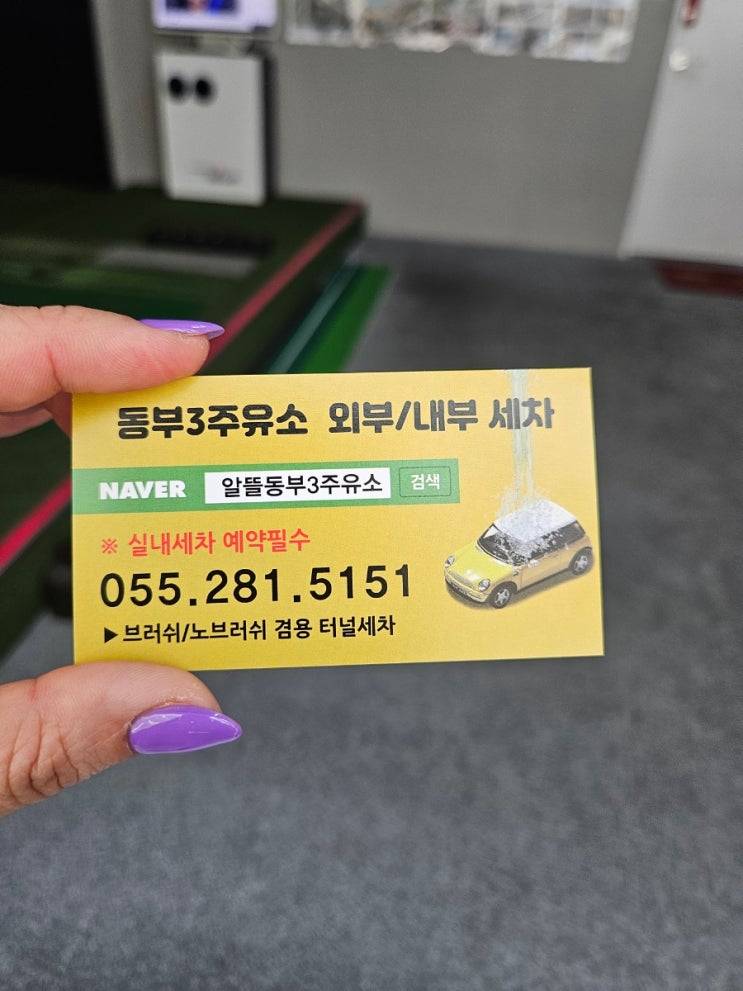 동부3주유소 외부/내부 세차
NAVER 알뜰동부3주유소 검색
※ 실내세차 예약필수
055.281.5151
▶브러쉬/노브러쉬 겸용 터널세차